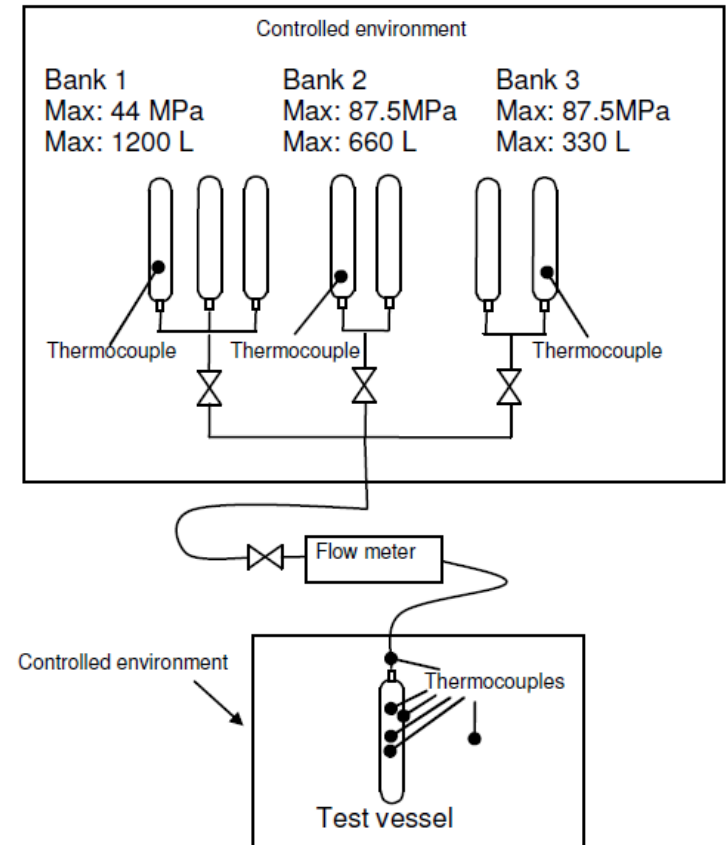 Controlled environment
Bank 1
Max: 44 MPa
Max: 1200 L
Bank 2
Max: 87.5MPa
Max: 660 L
Bank 3
Max: 87.5MPa
Max: 330 L
Thermocouple
Thermocouple
Thermocouple
Flow meter
Controlled environment
Thermocouples
Test vessel